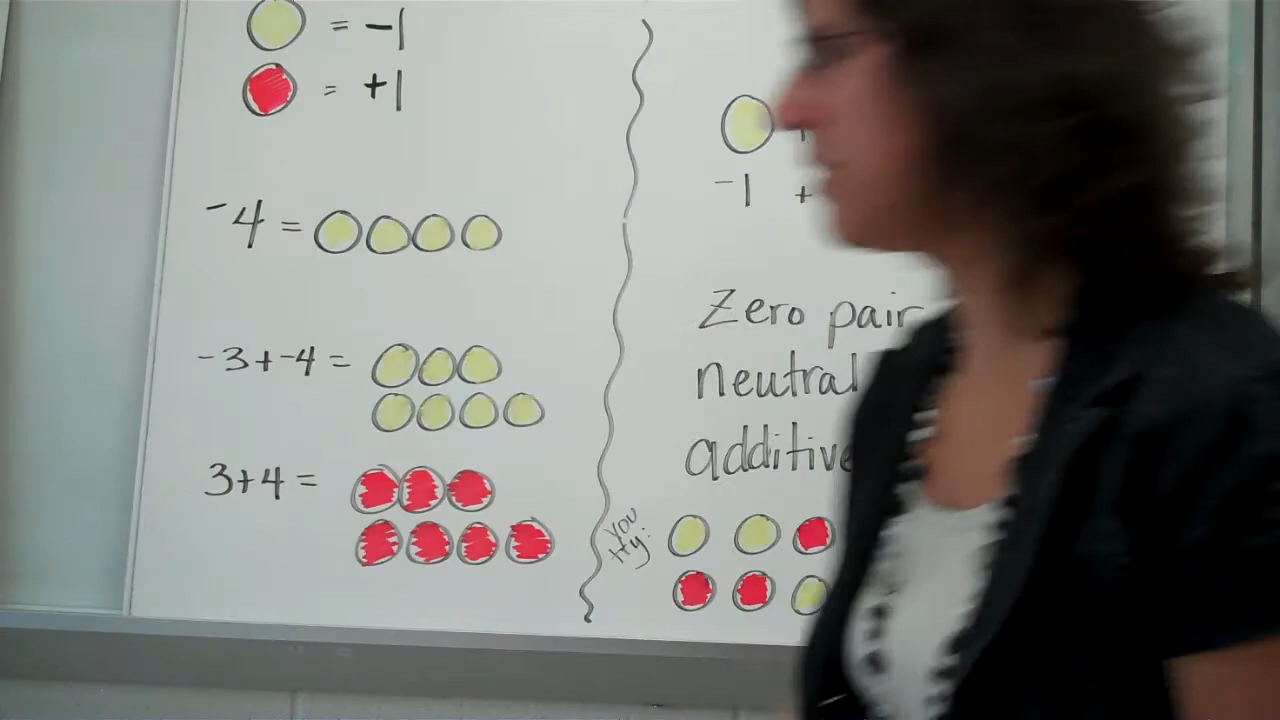 = -1
= +1
-4 =
-3 + -4 =
3 + 4 =
-1 +
Zero pair
neutral
additive
you try: